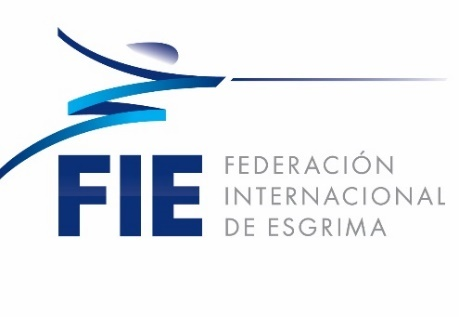 FIE
FEDERACIÓN
INTERNACIONAL
DE ESGRIMA